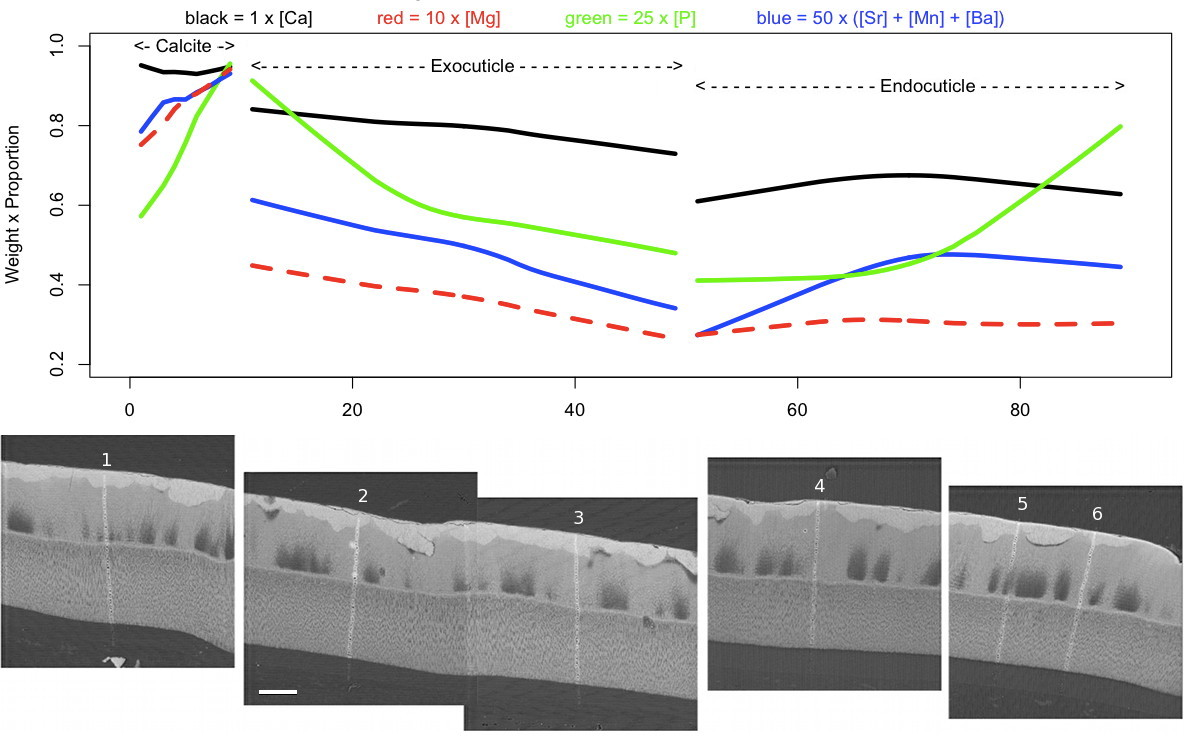 black = 1 x [Ca] red = 10 x [Mg] green = 25 x [P] blue = 50 x ([Sr] + [Mn] + [Ba])
<- Calcite ->
<- - - - - - - - - - - - - - Exocuticle - - - - - - - - - - - - - ->
<- - - - - - - - - - - - - - Endocuticle - - - - - - - - - - - - ->
Weight x Proportion
1.0
0.8
0.6
0.4
0.2
0 20 40 60 80
1 2 3 4 5 6